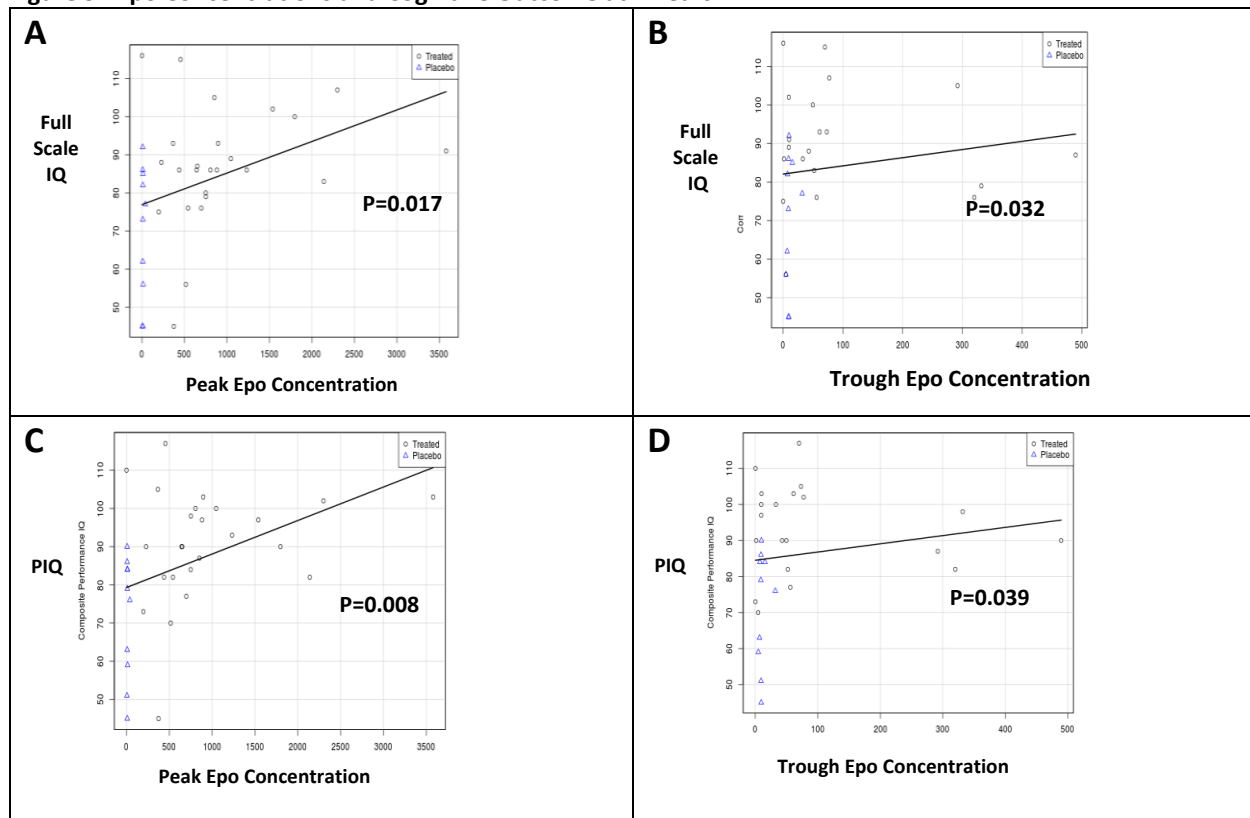 A
Treated
Placebo
Full
Scale
IQ
110
100
90
80
70
60
50
P=0.017
0 500 1000 1500 2000 2500 3000 3500
Peak Epo Concentration
B
Treated
Placebo
Full
Scale
IQ
Corr
110
100
90
80
70
60
50
P=0.032
0 100 200 300 400 500
Trough Epo Concentration
C
Treated
Placebo
PIQ
Composite Performance IQ
110
100
90
80
70
60
50
P=0.008
0 500 1000 1500 2000 2500 3000 3500
Peak Epo Concentration
D
Treated
Placebo
PIQ
Composite Performance IQ
110
100
90
80
70
60
50
P=0.039
0 100 200 300 400 500
Trough Epo Concentration